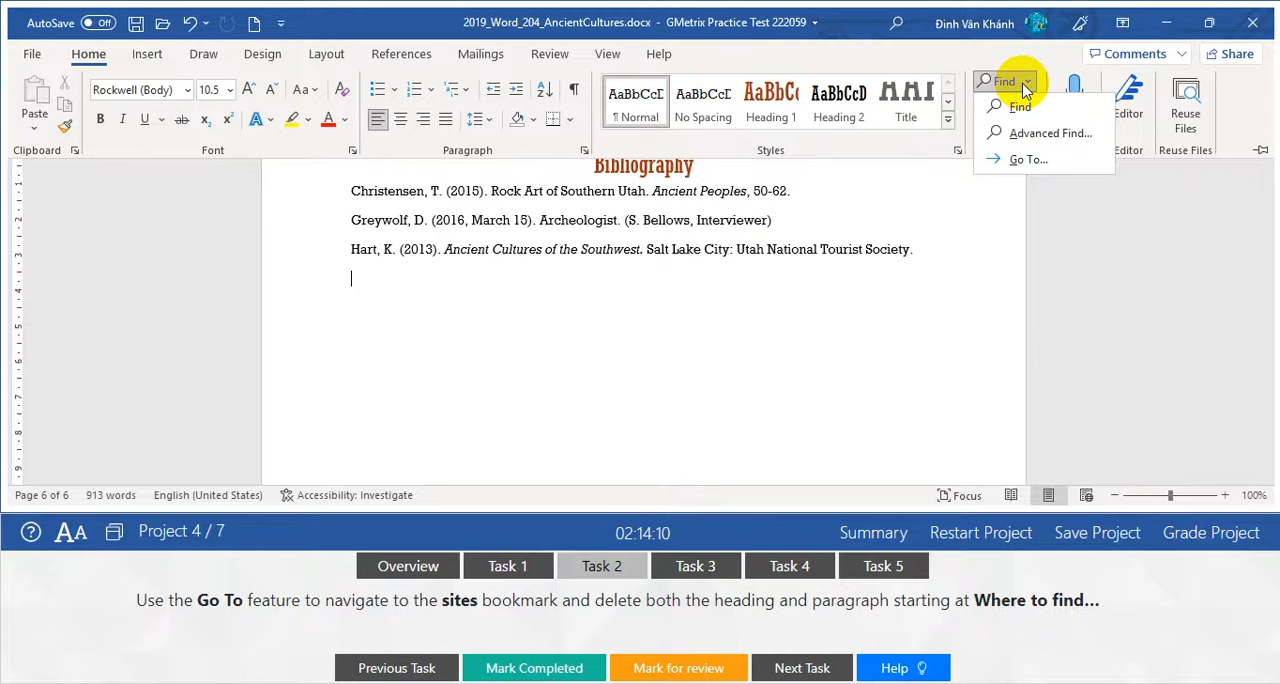 AutoSave Off 2019_Word_204_AncientCultures.docx - GMetrix Practice Test 222059 Đinh Văn Khánh
File Home Insert Draw Design Layout References Mailings Review View Help Comments Share
Paste Rockwell (Body) 10.5 Aa Find
B I U ab x₂ x² A A
AaBbCcD AaBbCcD AaBbC AaBbCcD AaB
¶ Normal No Spacing Heading 1 Heading 2 Title
Find
Advanced Find...
Go To...
Editor Reuse Files
Clipboard Font Paragraph Styles Editor Reuse Files
Bibliography
Christensen, T. (2015). Rock Art of Southern Utah. Ancient Peoples, 50-62.
Greywolf, D. (2016, March 15). Archeologist. (S. Bellows, Interviewer)
Hart, K. (2013). Ancient Cultures of the Southwest. Salt Lake City: Utah National Tourist Society.
Page 6 of 6 913 words English (United States) Accessibility: Investigate Focus 100%
Project 4 / 7 02:14:10 Summary Restart Project Save Project Grade Project
Overview Task 1 Task 2 Task 3 Task 4 Task 5
Use the Go To feature to navigate to the sites bookmark and delete both the heading and paragraph starting at Where to find...
Previous Task Mark Completed Mark for review Next Task Help